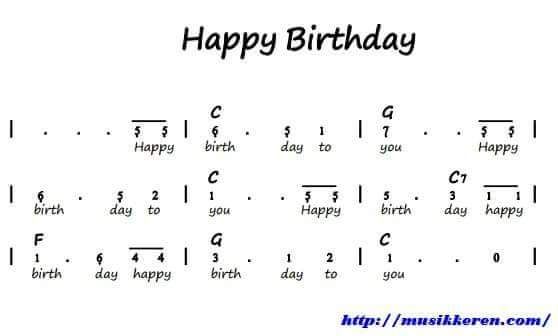 Happy Birthday
C G
| . . . 5 5 | 6 . 5 1 | 7 . . 5 5 |
Happy birth day to you Happy
C C7
| 6 . 5 2 | 1 . . 5 5 | 5 . 3 1 1 |
birth day to you Happy birth day happy
F G C
| 1 . 6 4 4 | 3 . 1 2 | 1 . . 0 |
birth day happy birth day to you
http://musikkeren.com/